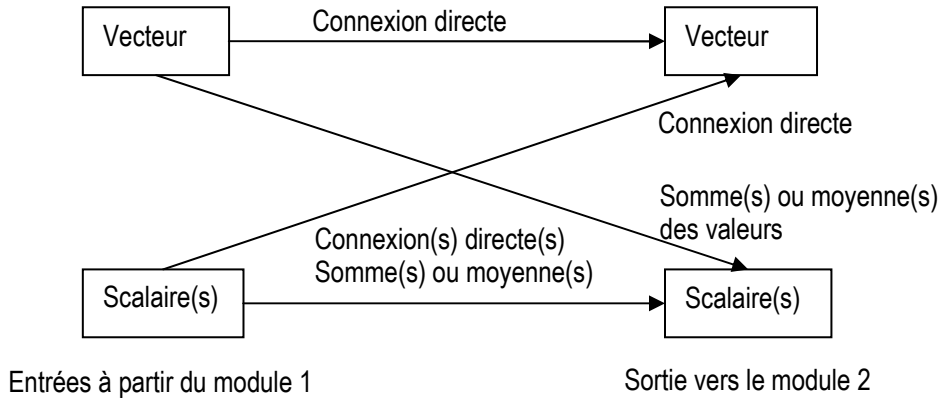 Connexion directe
Vecteur
Vecteur
Connexion directe
Somme(s) ou moyenne(s)
des valeurs
Connexion(s) directe(s)
Somme(s) ou moyenne(s)
Scalaire(s)
Scalaire(s)
Entrées à partir du module 1
Sortie vers le module 2